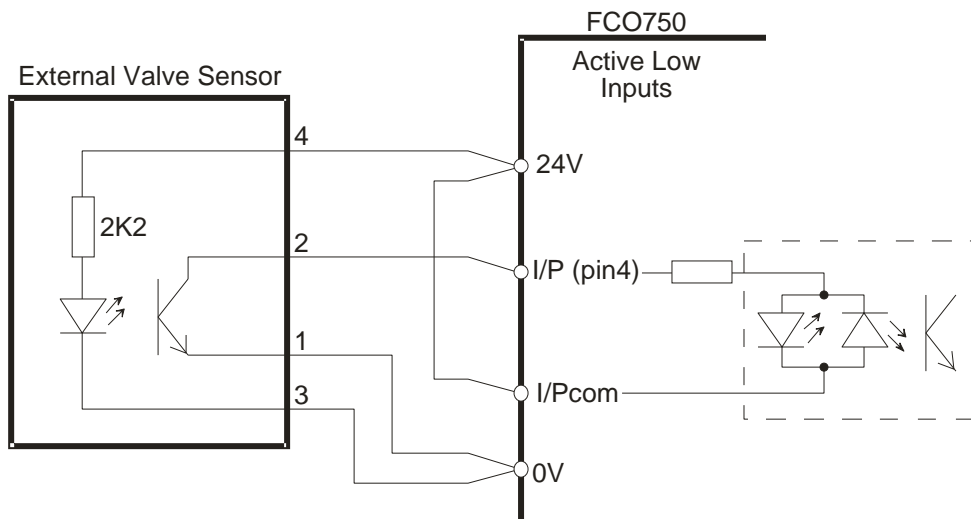 FCO750
Active Low
Inputs
External Valve Sensor
4
24V
2K2
2
I/P (pin4)
1
I/Pcom
3
0V